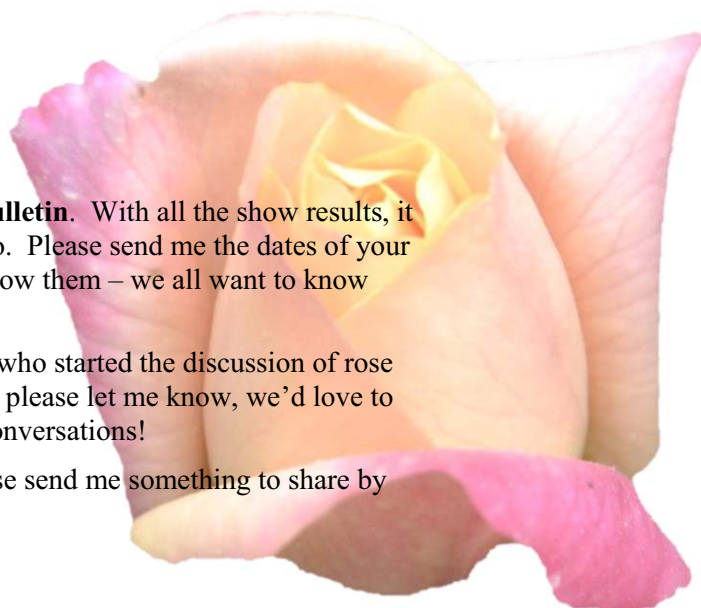 ulletin. With all the show results, it
o. Please send me the dates of your
ow them – we all want to know
who started the discussion of rose
please let me know, we’d love to
onversations!
se send me something to share by